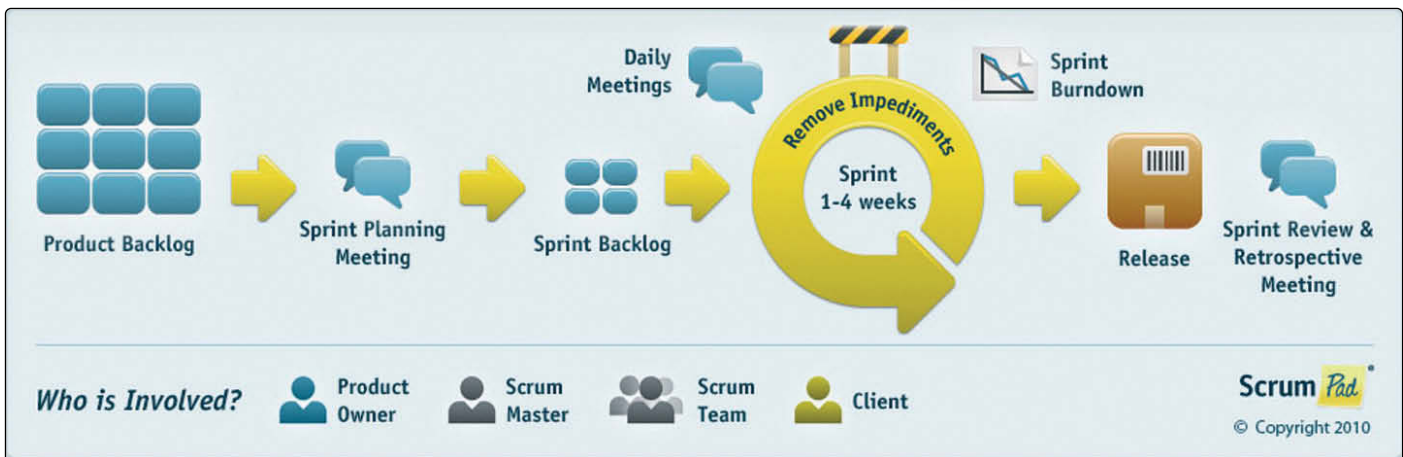 Product Backlog
Sprint Planning
Meeting
Sprint Backlog
Daily
Meetings
Remove Impediments
Sprint
1-4 weeks
Sprint
Burndown
Release
Sprint Review &
Retrospective
Meeting
Who is Involved?
Product
Owner
Scrum
Master
Scrum
Team
Client
Scrum Pad®
© Copyright 2010